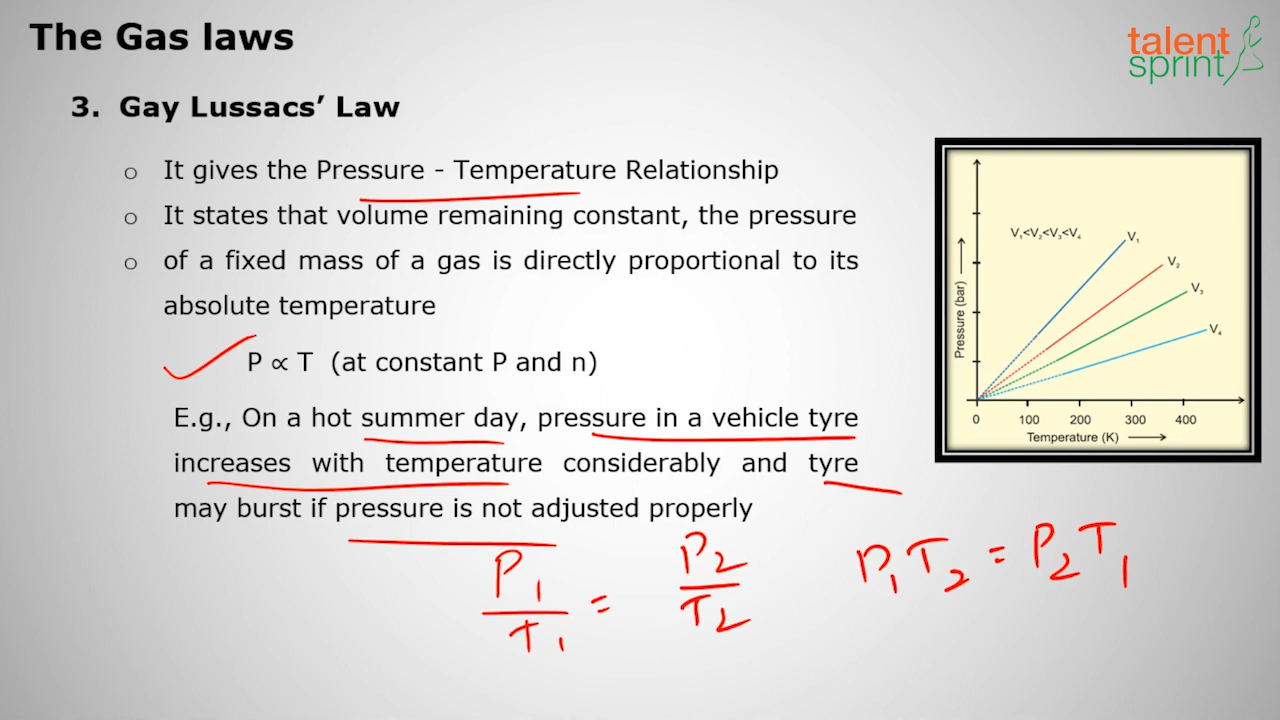 The Gas laws
talent
sprint
3. Gay Lussacs’ Law
o It gives the Pressure - Temperature Relationship
o It states that volume remaining constant, the pressure
o of a fixed mass of a gas is directly proportional to its
absolute temperature
P ∝ T (at constant P and n)
E.g., On a hot summer day, pressure in a vehicle tyre
increases with temperature considerably and tyre
may burst if pressure is not adjusted properly
P₁/T₁ = P₂/T₂
P₁T₂ = P₂T₁
V₁<V₂<V₃<V₄
V₁
V₂
V₃
V₄
Pressure (bar)
0 100 200 300 400
Temperature (K)